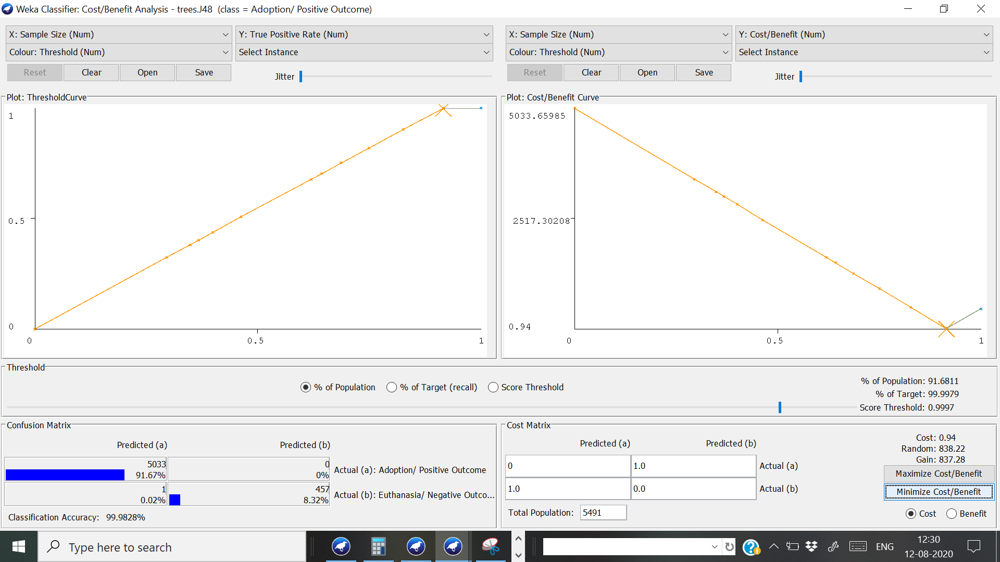 Weka Classifier: Cost/Benefit Analysis - trees.J48 (class = Adoption/ Positive Outcome)
X: Sample Size (Num)
Y: True Positive Rate (Num)
Colour: Threshold (Num)
Select Instance
Reset
Clear
Open
Save
Jitter
X: Sample Size (Num)
Y: Cost/Benefit (Num)
Colour: Threshold (Num)
Select Instance
Reset
Clear
Open
Save
Jitter
Plot: ThresholdCurve
1
0.5
0
0
0.5
1
Plot: Cost/Benefit Curve
5033.65985
2517.30208
0.94
0
0.5
1
Threshold
% of Population
% of Target (recall)
Score Threshold
% of Population: 91.6811
% of Target: 99.9979
Score Threshold: 0.9997
Confusion Matrix
Predicted (a)
Predicted (b)
5033
91.67%
0
0%
Actual (a): Adoption/ Positive Outcome
1
0.02%
457
8.32%
Actual (b): Euthanasia/ Negative Outco...
Classification Accuracy: 99.9828%
Cost Matrix
Predicted (a)
Predicted (b)
0
1.0
Actual (a)
1.0
0.0
Actual (b)
Total Population: 5491
Cost: 0.94
Random: 838.22
Gain: 837.28
Maximize Cost/Benefit
Minimize Cost/Benefit
Cost
Benefit
Type here to search
ENG
12:30
12-08-2020